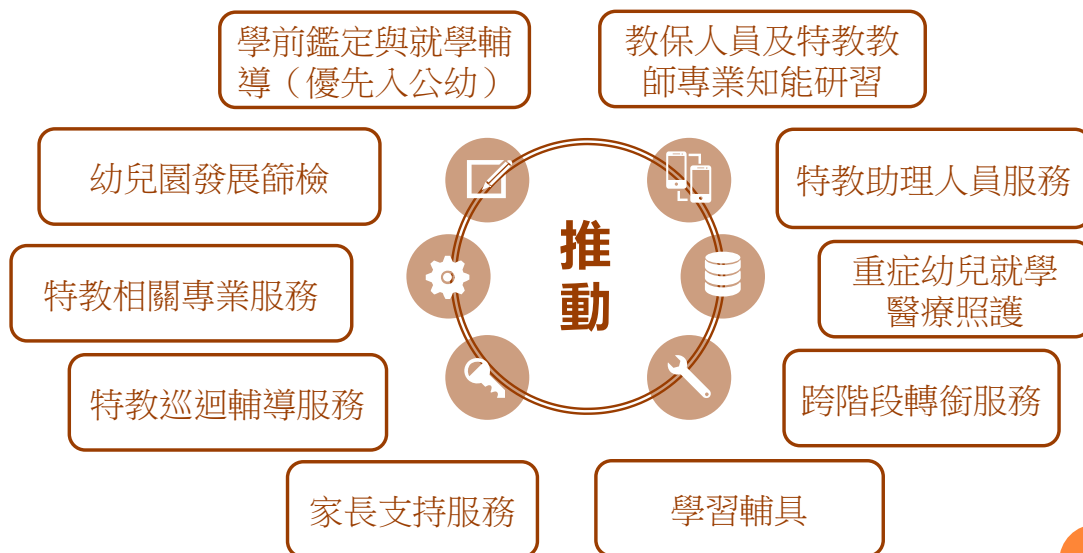 學前鑑定與就學輔
導（優先入公幼）
教保人員及特教教
師專業知能研習
幼兒園發展篩檢
特教助理人員服務
推
動
特教相關專業服務
重症幼兒就學
醫療照護
特教巡迴輔導服務
跨階段轉銜服務
家長支持服務
學習輔具